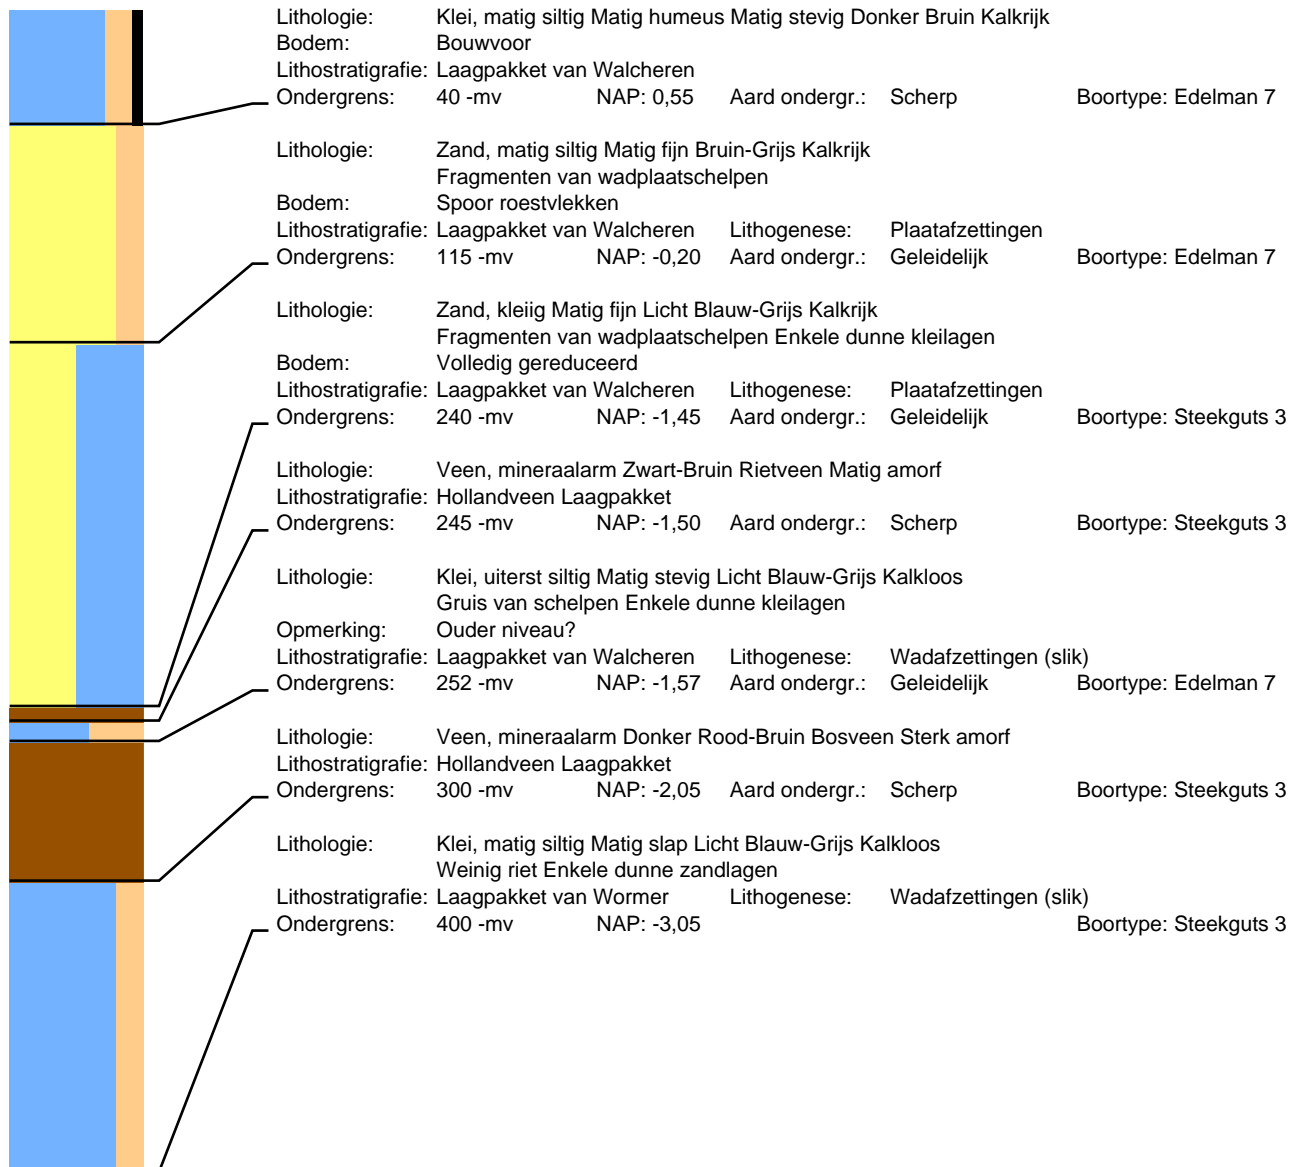 Lithologie: Klei, matig siltig Matig humeus Matig stevig Donker Bruin Kalkrijk
Bodem: Bouwvoor
Lithostratigrafie: Laagpakket van Walcheren
Ondergrens: 40 -mv NAP: 0,55 Aard ondergr.: Scherp Boortype: Edelman 7
Lithologie: Zand, matig siltig Matig fijn Bruin-Grijs Kalkrijk
Fragmenten van wadplaatschelpen
Bodem: Spoor roestvlekken
Lithostratigrafie: Laagpakket van Walcheren Lithogenese: Plaatafzettingen
Ondergrens: 115 -mv NAP: -0,20 Aard ondergr.: Geleidelijk Boortype: Edelman 7
Lithologie: Zand, kleiig Matig fijn Licht Blauw-Grijs Kalkrijk
Fragmenten van wadplaatschelpen Enkele dunne kleilagen
Bodem: Volledig gereduceerd
Lithostratigrafie: Laagpakket van Walcheren Lithogenese: Plaatafzettingen
Ondergrens: 240 -mv NAP: -1,45 Aard ondergr.: Geleidelijk Boortype: Steekguts 3
Lithologie: Veen, mineraalarm Zwart-Bruin Rietveen Matig amorf
Lithostratigrafie: Hollandveen Laagpakket
Ondergrens: 245 -mv NAP: -1,50 Aard ondergr.: Scherp Boortype: Steekguts 3
Lithologie: Klei, uiterst siltig Matig stevig Licht Blauw-Grijs Kalkloos
Gruis van schelpen Enkele dunne kleilagen
Opmerking: Ouder niveau?
Lithostratigrafie: Laagpakket van Walcheren Lithogenese: Wadafzettingen (slik)
Ondergrens: 252 -mv NAP: -1,57 Aard ondergr.: Geleidelijk Boortype: Edelman 7
Lithologie: Veen, mineraalarm Donker Rood-Bruin Bosveen Sterk amorf
Lithostratigrafie: Hollandveen Laagpakket
Ondergrens: 300 -mv NAP: -2,05 Aard ondergr.: Scherp Boortype: Steekguts 3
Lithologie: Klei, matig siltig Matig slap Licht Blauw-Grijs Kalkloos
Weinig riet Enkele dunne zandlagen
Lithostratigrafie: Laagpakket van Wormer Lithogenese: Wadafzettingen (slik)
Ondergrens: 400 -mv NAP: -3,05 Boortype: Steekguts 3